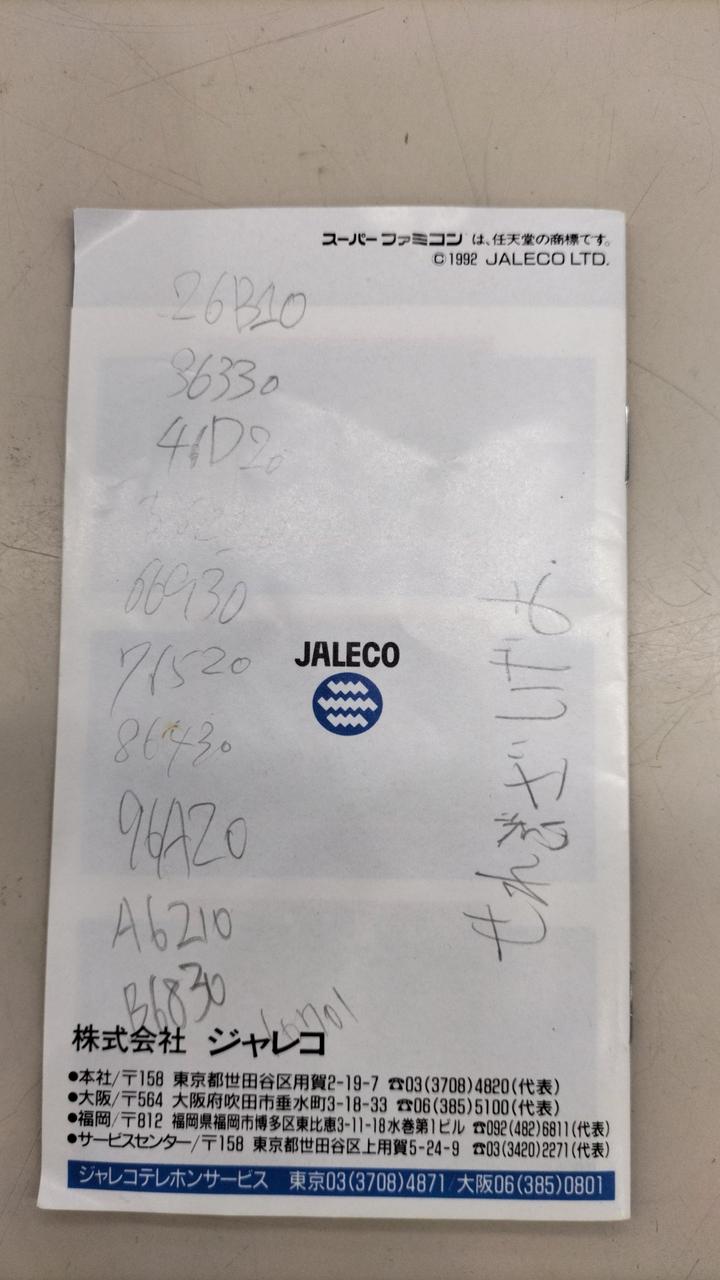 スーパーファミコンは、任天堂の商標です。
©1992 JALECO LTD.
26B10
36330
41D20
66930
71520
86430
96A20
A6210
B6830
JALECO
株式会社 ジャレコ
●本社/〒158 東京都世田谷区用賀2-19-7 ☎03(3708)4820(代表)
●大阪/〒564 大阪府吹田市垂水町3-18-33 ☎06(385)5100(代表)
●福岡/〒812 福岡県福岡市博多区東比恵3-11-18水巻第1ビル ☎092(482)6811(代表)
●サービスセンター/〒158 東京都世田谷区上用賀5-24-9 ☎03(3420)2271(代表)
ジャレコテレホンサービス 東京03(3708)4871/大阪06(385)0801